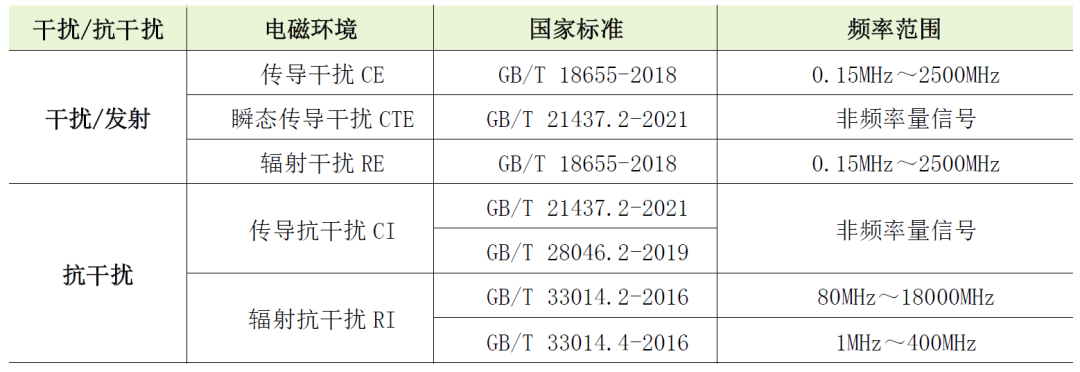 干扰/抗干扰 电磁环境 国家标准 频率范围
干扰/发射 传导干扰 CE GB/T 18655-2018 0.15MHz～2500MHz
瞬态传导干扰 CTE GB/T 21437.2-2021 非频率量信号
辐射干扰 RE GB/T 18655-2018 0.15MHz～2500MHz
抗干扰 传导抗干扰 CI GB/T 21437.2-2021 非频率量信号
GB/T 28046.2-2019
辐射抗干扰 RI GB/T 33014.2-2016 80MHz～18000MHz
GB/T 33014.4-2016 1MHz～400MHz